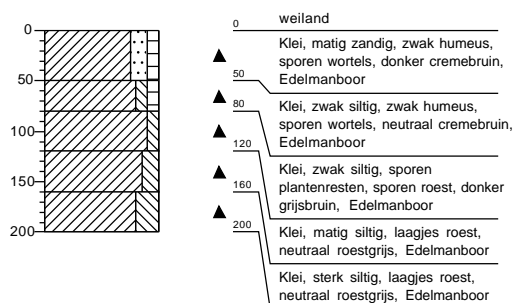 0
50
100
150
200
0
weiland
Klei, matig zandig, zwak humeus,
sporen wortels, donker cremebruin,
Edelmanboor
50
Klei, zwak siltig, zwak humeus,
sporen wortels, neutraal cremebruin,
Edelmanboor
80
Klei, zwak siltig, sporen
plantenresten, sporen roest, donker
grijsbruin, Edelmanboor
120
Klei, matig siltig, laagjes roest,
neutraal roestgrijs, Edelmanboor
160
Klei, sterk siltig, laagjes roest,
neutraal roestgrijs, Edelmanboor
200